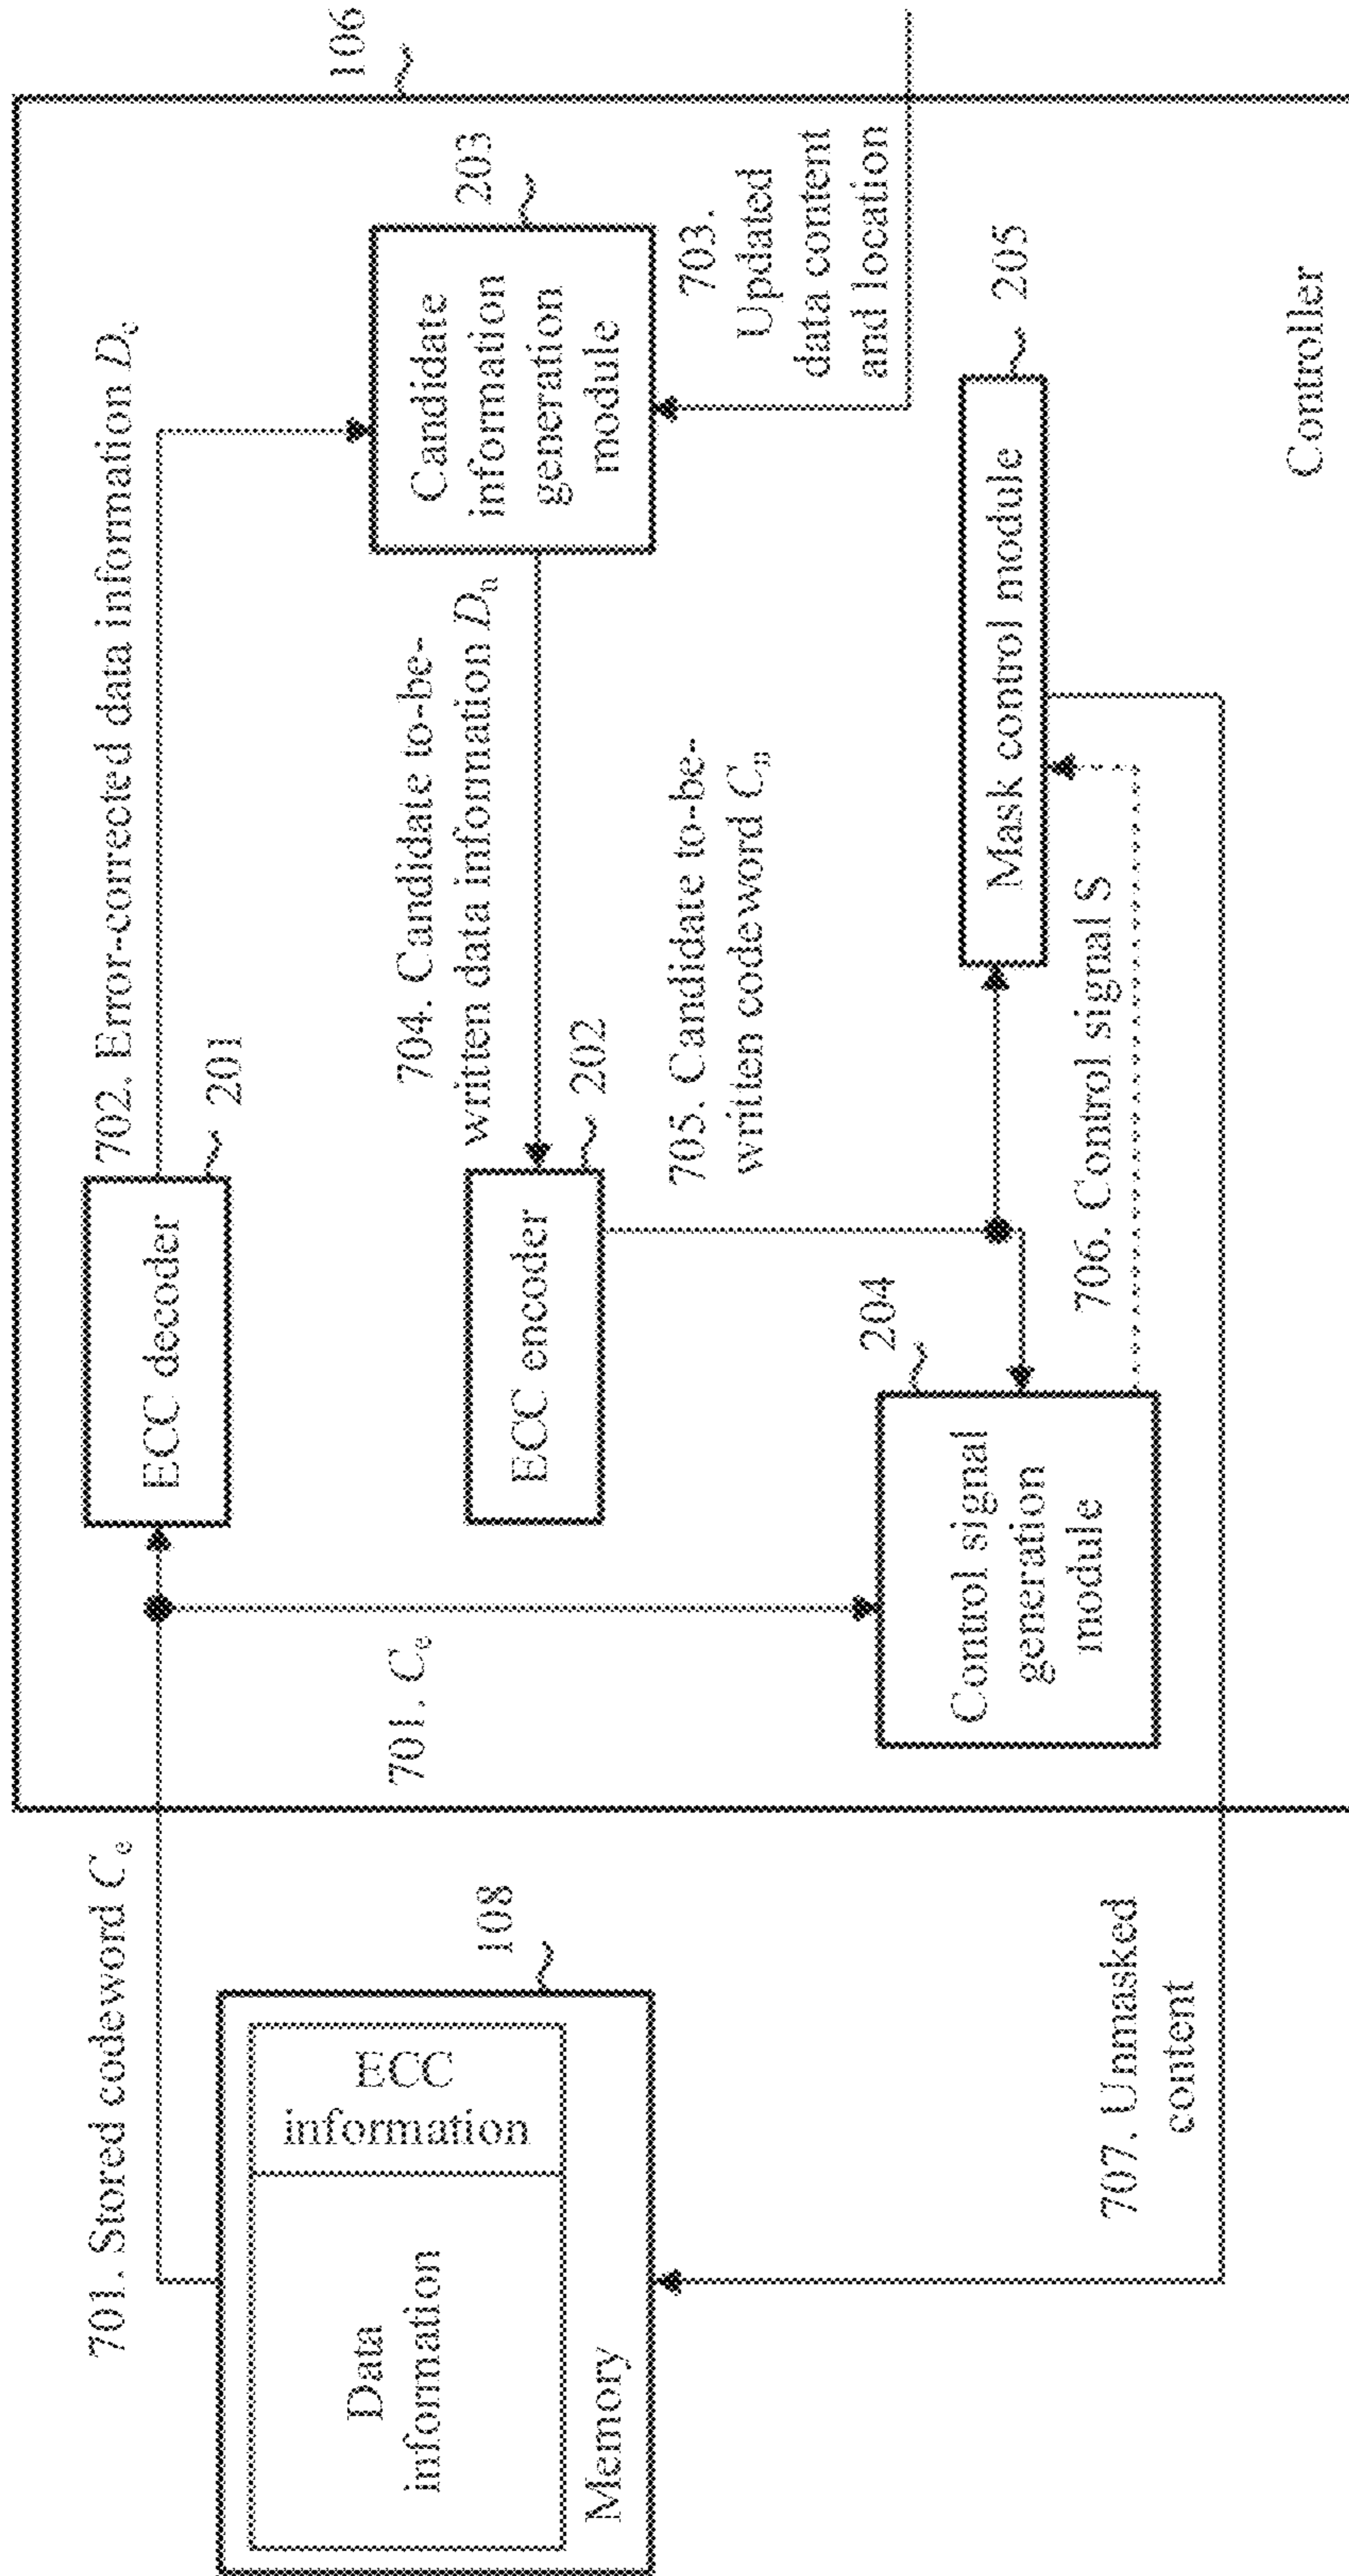 701. Stored codeword Cₑ
108
Data
information
ECC
information
Memory
707. Unmasked
content
106
701. Cₑ
ECC decoder
201
702. Error-corrected data information D꜀
Candidate
information
generation
module
203
703.
Updated
data content
and location
704. Candidate to-be-
written data information Dₙ
ECC encoder
202
705. Candidate to-be-
written codeword Cₙ
Control signal
generation
module
204
706. Control signal S
Mask control module
205
Controller